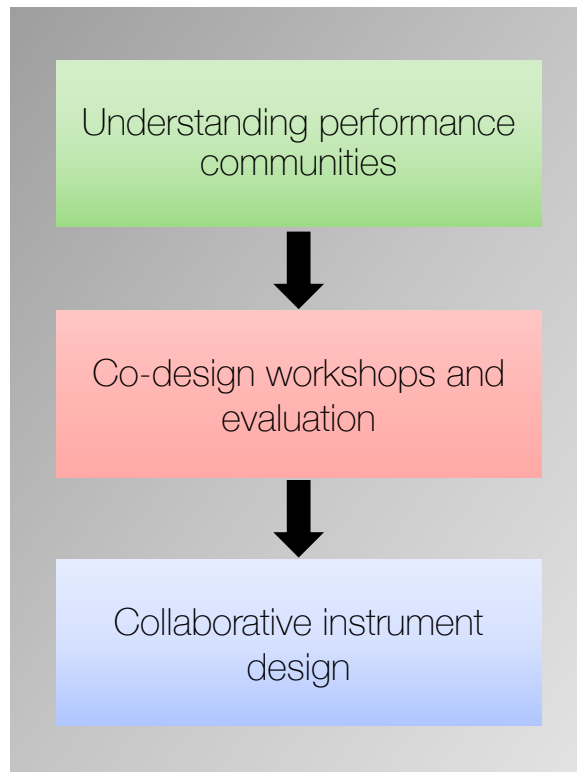 Understanding performance
communities
Co-design workshops and
evaluation
Collaborative instrument
design